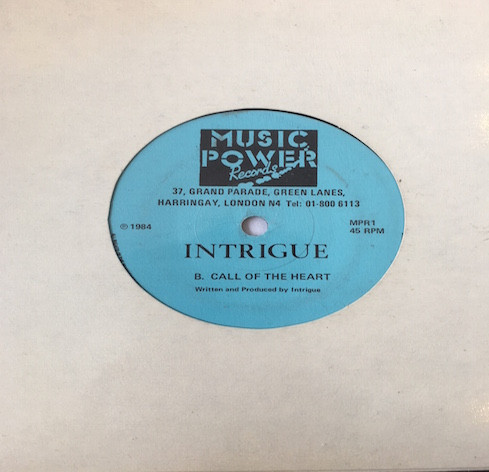 MUSIC
POWER
Records
37, GRAND PARADE, GREEN LANES,
HARRINGAY, LONDON N4 Tel: 01-800 6113
℗ 1984
MPR1
45 RPM
INTRIGUE
B. CALL OF THE HEART
Written and Produced by Intrigue